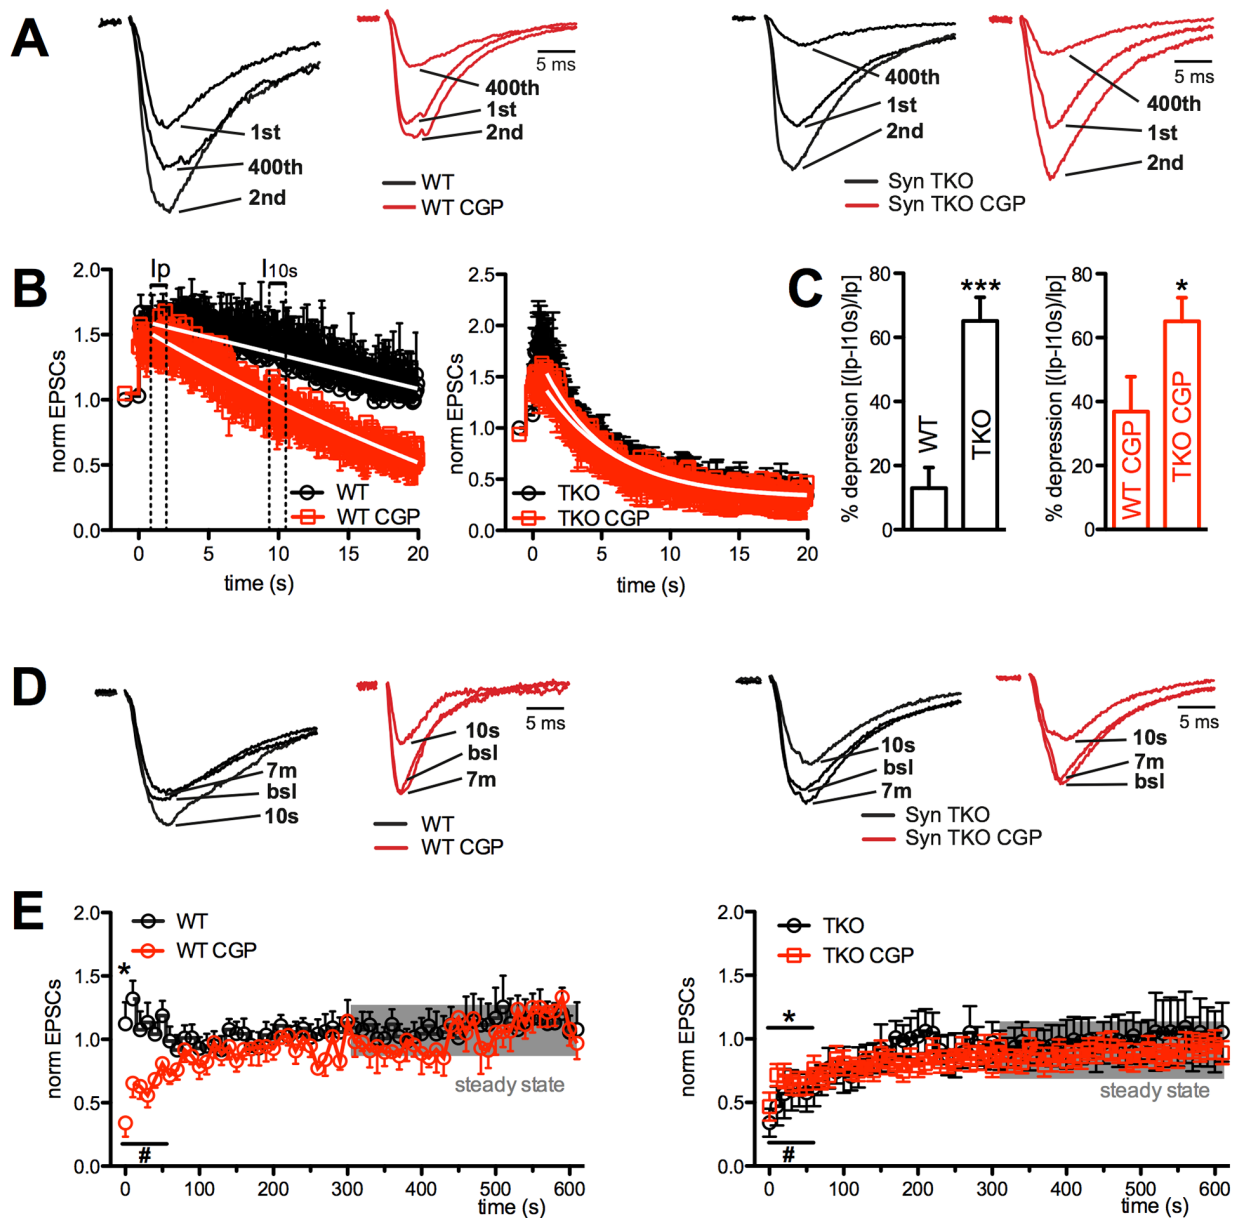 A
5 ms
400th
1st
2nd
1st
400th
2nd
WT
WT CGP
5 ms
400th
1st
2nd
400th
1st
2nd
Syn TKO
Syn TKO CGP
B
Ip
I10s
norm EPSCs
2.0
1.5
1.0
0.5
0.0
WT
WT CGP
0 5 10 15 20
time (s)
norm EPSCs
2.5
2.0
1.5
1.0
0.5
0.0
TKO
TKO CGP
0 5 10 15 20
time (s)
C
% depression [(Ip-I10s)/Ip]
80
60
40
20
0
***
WT
TKO
% depression [(Ip-I10s)/Ip]
80
60
40
20
0
*
WT CGP
TKO CGP
D
7m
bsl
10s
5 ms
10s
bsl
7m
WT
WT CGP
10s
bsl
7m
5 ms
10s
7m
bsl
Syn TKO
Syn TKO CGP
E
norm EPSCs
2.0
1.5
1.0
0.5
0.0
WT
WT CGP
*
steady state
#
0 100 200 300 400 500 600
time (s)
norm EPSCs
2.0
1.5
1.0
0.5
0.0
TKO
TKO CGP
*
steady state
#
0 100 200 300 400 500 600
time (s)